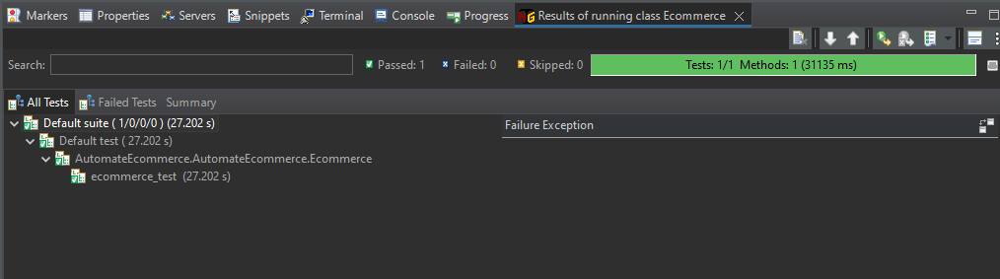 Markers Properties Servers Snippets Terminal Console Progress Results of running class Ecommerce
Search: Passed: 1 Failed: 0 Skipped: 0 Tests: 1/1 Methods: 1 (31135 ms)
All Tests Failed Tests Summary
Default suite ( 1/0/0/0 ) (27.202 s) Failure Exception
Default test ( 27.202 s)
AutomateEcommerce.AutomateEcommerce.Ecommerce
ecommerce_test (27.202 s)